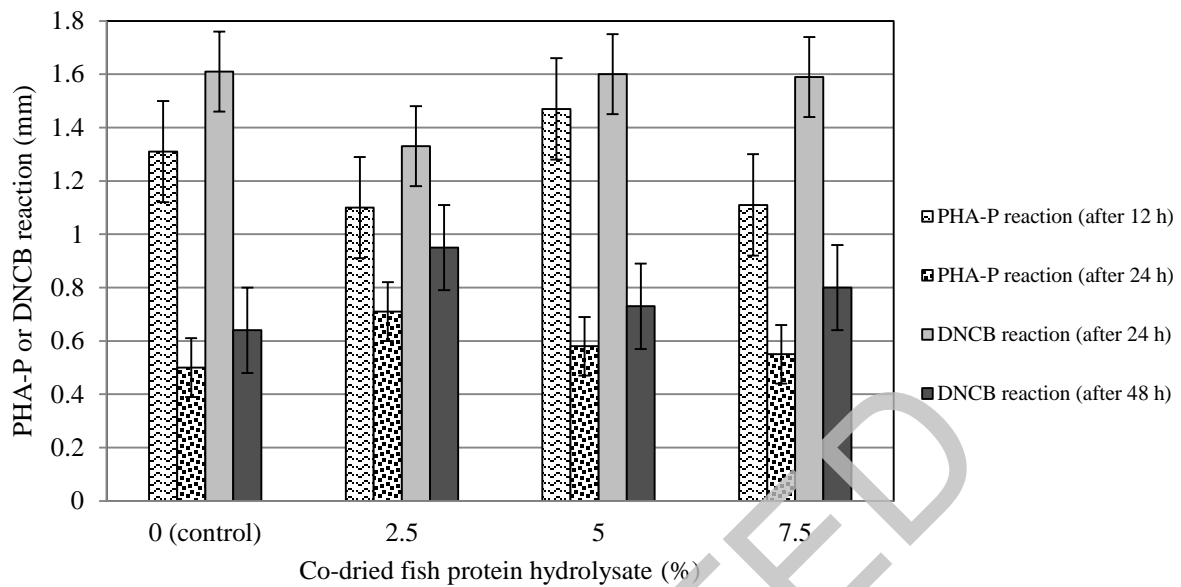 1.8
1.6
1.4
1.2
1
0.8
0.6
0.4
0.2
0
PHA-P or DNCB reaction (mm)
0 (control) 2.5 5 7.5
Co-dried fish protein hydrolysate (%)
PHA-P reaction (after 12 h)
PHA-P reaction (after 24 h)
DNCB reaction (after 24 h)
DNCB reaction (after 48 h)
TED